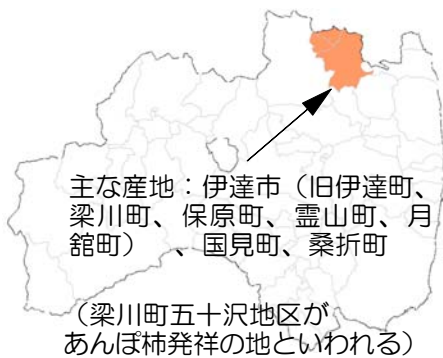 主な産地：伊達市（旧伊達町、
梁川町、保原町、霊山町、月
舘町）　、国見町、桑折町
（梁川町五十沢地区が
あんぽ柿発祥の地といわれる）